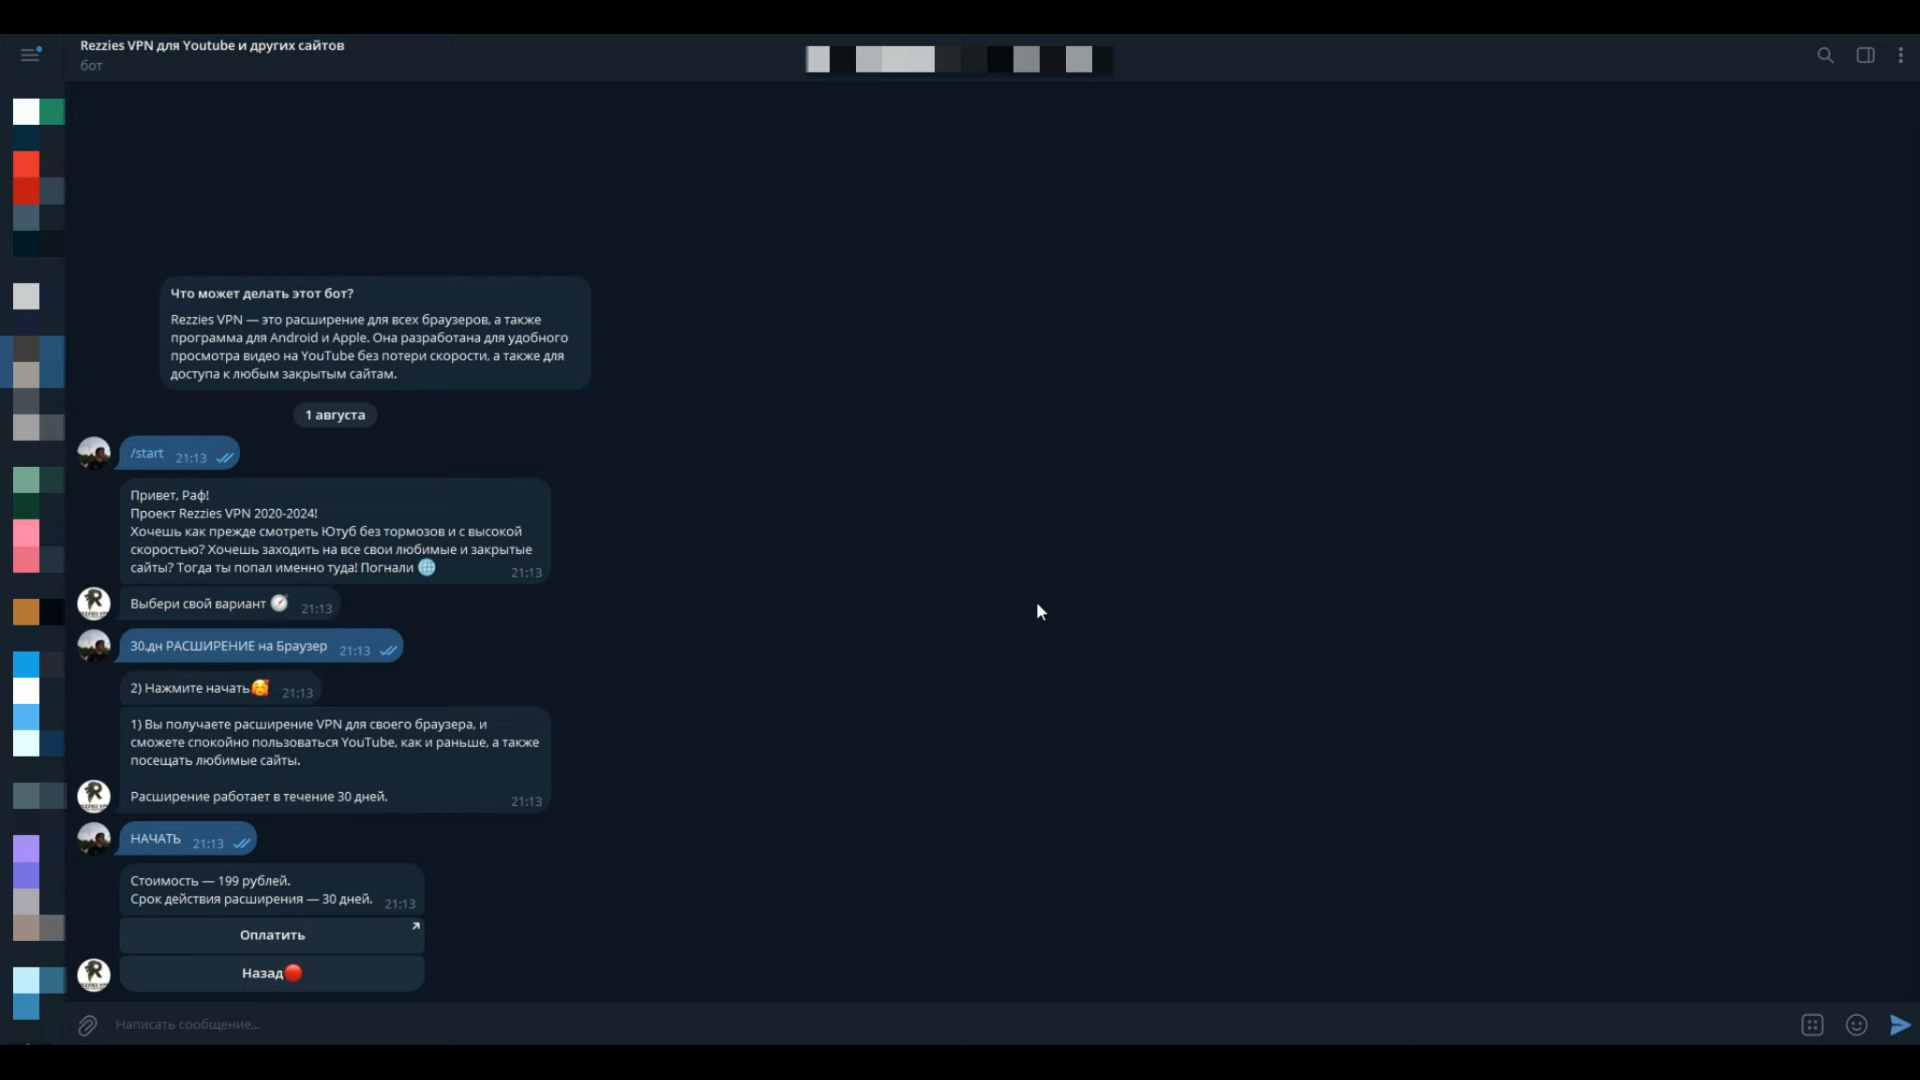 Rezzies VPN для Youtube и других сайтов
бот
Что может делать этот бот?
Rezzies VPN — это расширение для всех браузеров, а также
программа для Android и Apple. Она разработана для удобного
просмотра видео на YouTube без потери скорости, а также для
доступа к любым закрытым сайтам.
1 августа
/start 21:13
Привет, Раф!
Проект Rezzies VPN 2020-2024!
Хочешь как прежде смотреть Ютуб без тормозов и с высокой
скоростью? Хочешь заходить на все свои любимые и закрытые
сайты? Тогда ты попал именно туда! Погнали 🌐 21:13
Выбери свой вариант 🧭 21:13
30.дн РАСШИРЕНИЕ на Браузер 21:13
2) Нажмите начать🥰 21:13
1) Вы получаете расширение VPN для своего браузера, и
сможете спокойно пользоваться YouTube, как и раньше, а также
посещать любимые сайты.
Расширение работает в течение 30 дней. 21:13
НАЧАТЬ 21:13
Стоимость — 199 рублей.
Срок действия расширения — 30 дней. 21:13
Оплатить
Назад🔴
Написать сообщение...